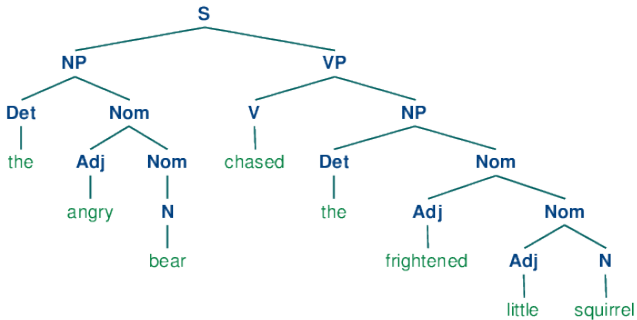 S
NP VP
Det Nom V NP
the Adj Nom chased Det Nom
angry N the Adj Nom
bear frightened Adj N
little squirrel